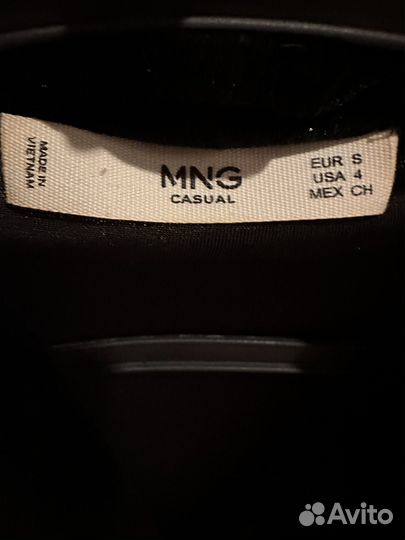 MADE IN
VIETNAM
MNG
CASUAL
EUR S
USA 4
MEX CH
Avito